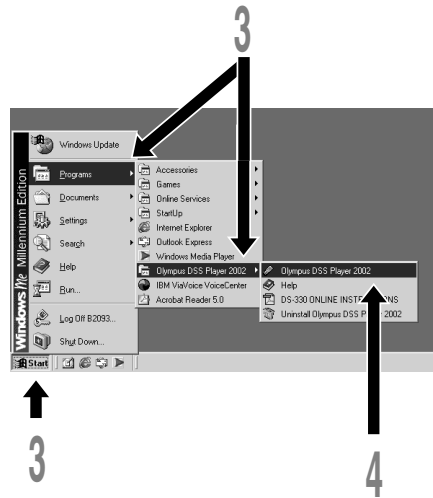 3
Windows Me Millennium Edition
Windows Update
Programs
Documents
Settings
Search
Help
Run...
Log Off B2093...
Shut Down...
Accessories
Games
Online Services
StartUp
Internet Explorer
Outlook Express
Windows Media Player
Olympus DSS Player 2002
IBM ViaVoice VoiceCenter
Acrobat Reader 5.0
Olympus DSS Player 2002
Help
DS-330 ONLINE
Uninstall Olympus DSS 2002
Start
3
4